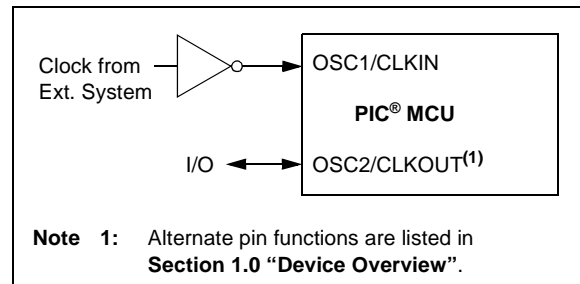 Clock from
Ext. System
OSC1/CLKIN
PIC® MCU
I/O
OSC2/CLKOUT(1)
Note 1: Alternate pin functions are listed in
Section 1.0 “Device Overview”.